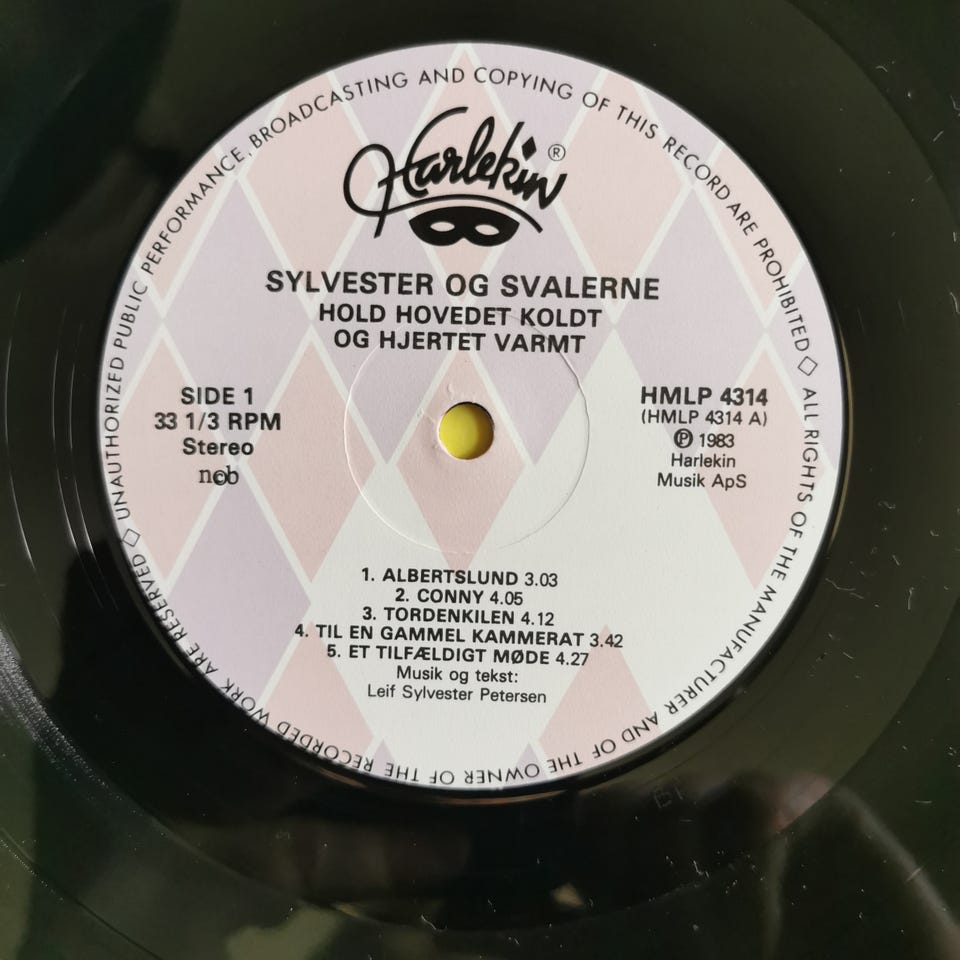 UNAUTHORIZED PUBLIC PERFORMANCE, BROADCASTING AND COPYING OF THIS RECORD ARE PROHIBITED ◇ ALL RIGHTS OF THE MANUFACTURER AND OF THE OWNER OF THE RECORDED WORK ARE RESERVED ◇
Harlekin ®
SYLVESTER OG SVALERNE
HOLD HOVEDET KOLDT
OG HJERTET VARMT
SIDE 1
33 1/3 RPM
Stereo
ncb
HMLP 4314
(HMLP 4314 A)
℗ 1983
Harlekin
Musik ApS
1. ALBERTSLUND 3.03
2. CONNY 4.05
3. TORDENKILEN 4.12
4. TIL EN GAMMEL KAMMERAT 3.42
5. ET TILFÆLDIGT MØDE 4.27
Musik og tekst:
Leif Sylvester Petersen